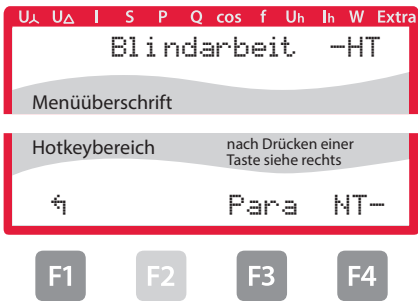 U⅄ U△ I S P Q cos f Uh Ih W Extra
Blindarbeit -HT
Menüüberschrift
Hotkeybereich
nach Drücken einer
Taste siehe rechts
↰ Para NT-
F1 F2 F3 F4